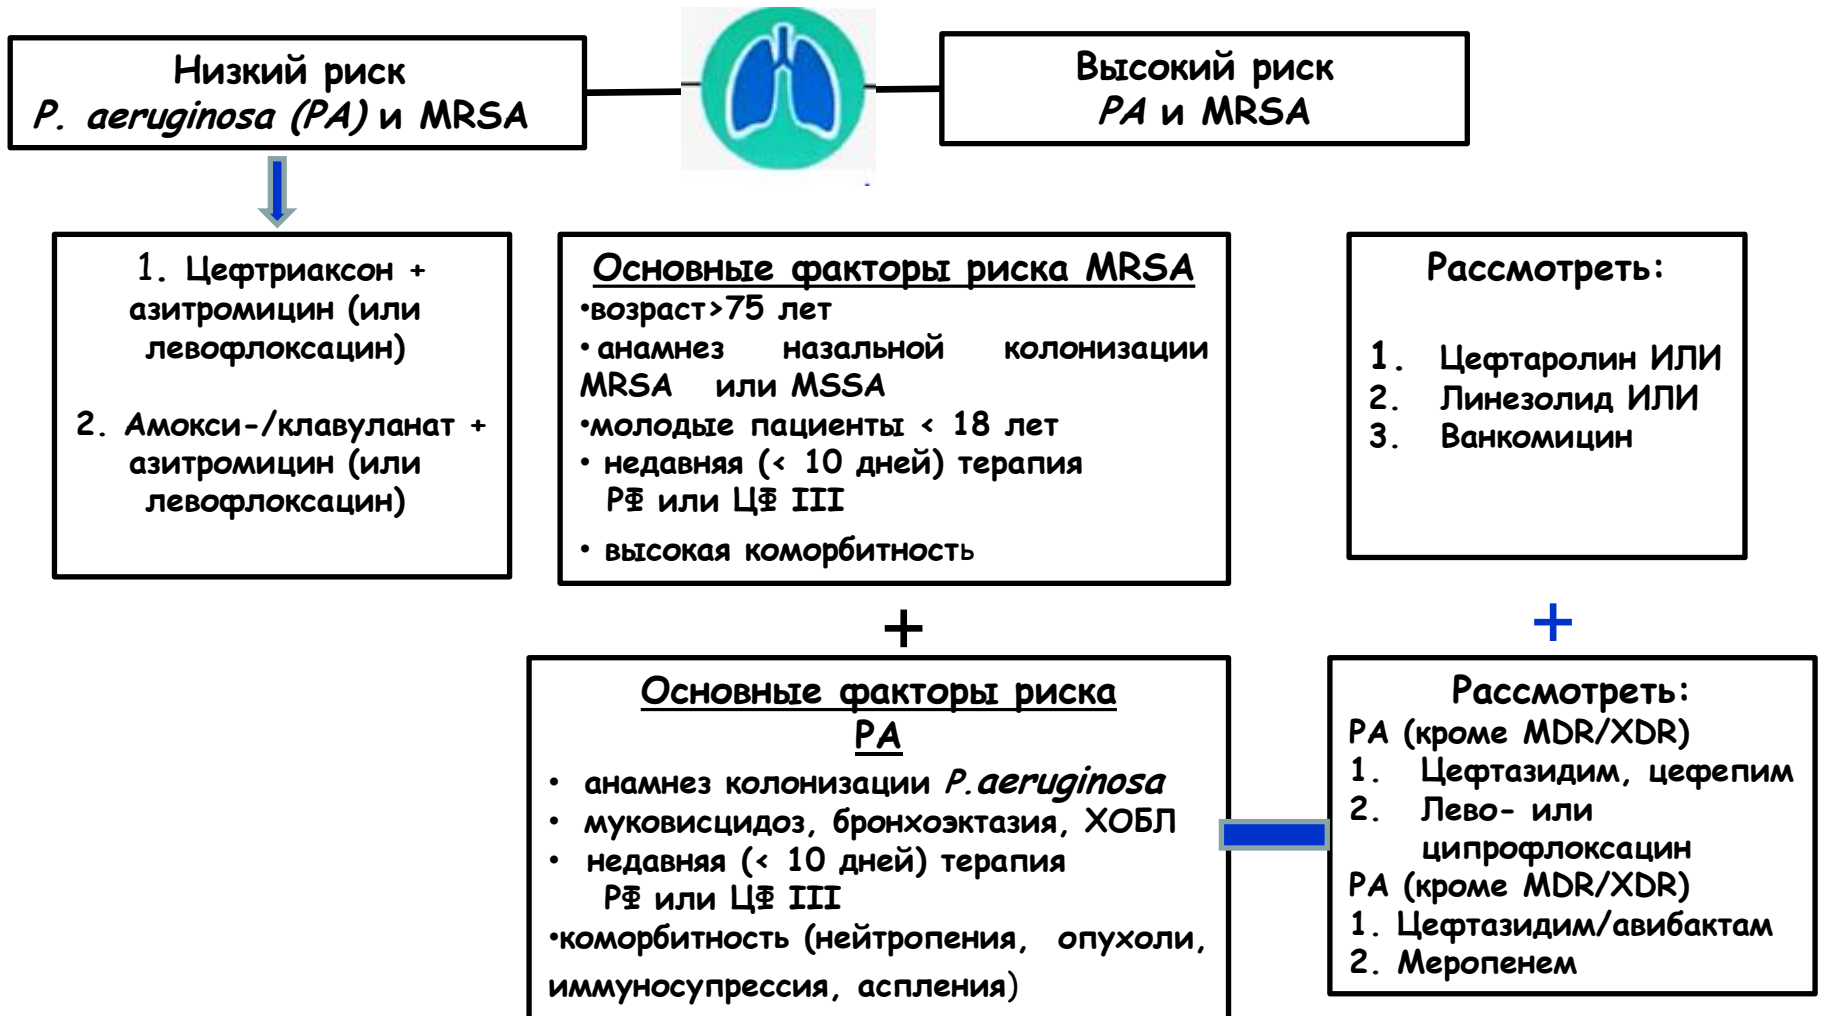 Низкий риск
P. aeruginosa (PA) и MRSA
Высокий риск
PA и MRSA
1. Цефтриаксон +
азитромицин (или
левофлоксацин)
2. Амокси-/клавуланат +
азитромицин (или
левофлоксацин)
Основные факторы риска MRSA
•возраст>75 лет
• анамнез назальной колонизации
MRSA или MSSA
•молодые пациенты < 18 лет
• недавняя (< 10 дней) терапия
РФ или ЦФ III
• высокая коморбитность
+
Основные факторы риска
PA
• анамнез колонизации P.aeruginosa
• муковисцидоз, бронхоэктазия, ХОБЛ
• недавняя (< 10 дней) терапия
РФ или ЦФ III
•коморбитность (нейтропения, опухоли,
иммуносупрессия, аспления)
Рассмотреть:
1. Цефтаролин ИЛИ
2. Линезолид ИЛИ
3. Ванкомицин
+
Рассмотреть:
PA (кроме MDR/XDR)
1. Цефтазидим, цефепим
2. Лево- или
ципрофлоксацин
PA (кроме MDR/XDR)
1. Цефтазидим/авибактам
2. Меропенем